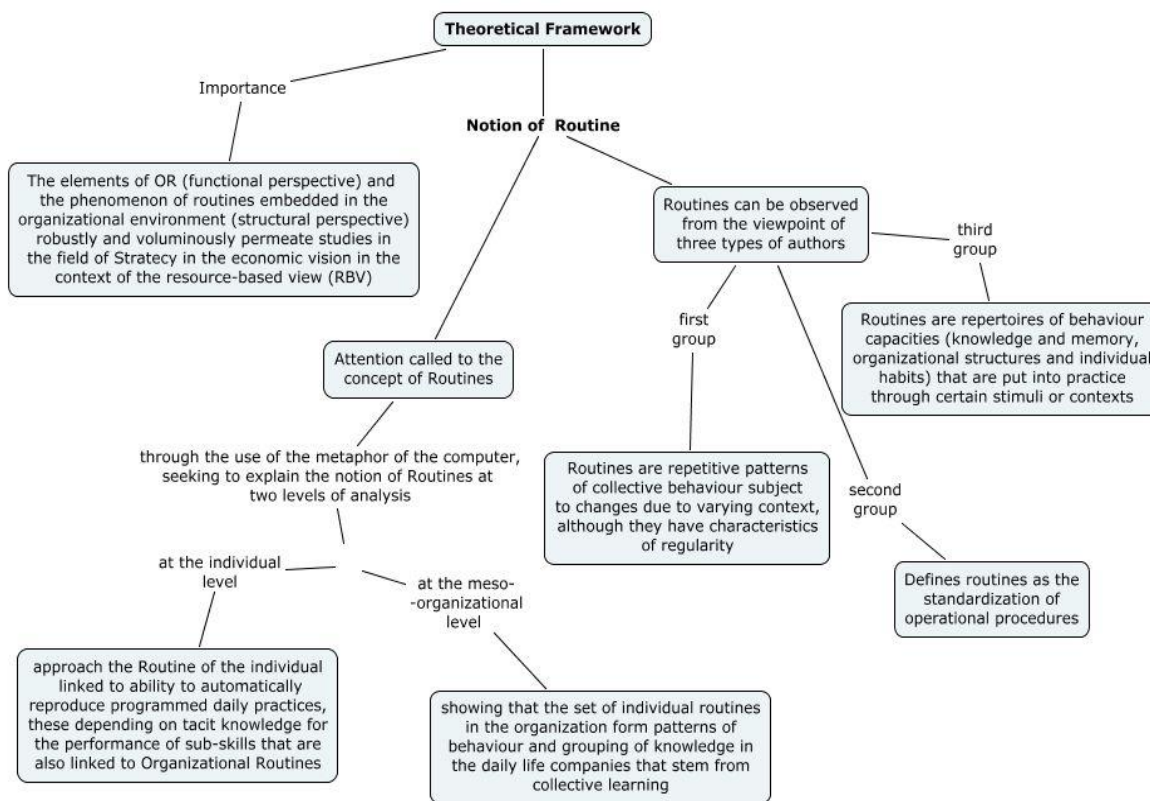 Theoretical Framework
Importance
Notion of Routine
The elements of OR (functional perspective) and
the phenomenon of routines embedded in the
organizational environment (structural perspective)
robustly and voluminously permeate studies in
the field of Stratecy in the economic vision in the
context of the resource-based view (RBV)
Attention called to the
concept of Routines
through the use of the metaphor of the computer,
seeking to explain the notion of Routines at
two levels of analysis
at the individual
level
approach the Routine of the individual
linked to ability to automatically
reproduce programmed daily practices,
these depending on tacit knowledge for
the performance of sub-skills that are
also linked to Organizational Routines
at the meso-
-organizational
level
showing that the set of individual routines
in the organization form patterns of
behaviour and grouping of knowledge in
the daily life companies that stem from
collective learning
Routines can be observed
from the viewpoint of
three types of authors
first
group
Routines are repetitive patterns
of collective behaviour subject
to changes due to varying context,
although they have characteristics
of regularity
second
group
Defines routines as the
standardization of
operational procedures
third
group
Routines are repertoires of behaviour
capacities (knowledge and memory,
organizational structures and individual
habits) that are put into practice
through certain stimuli or contexts